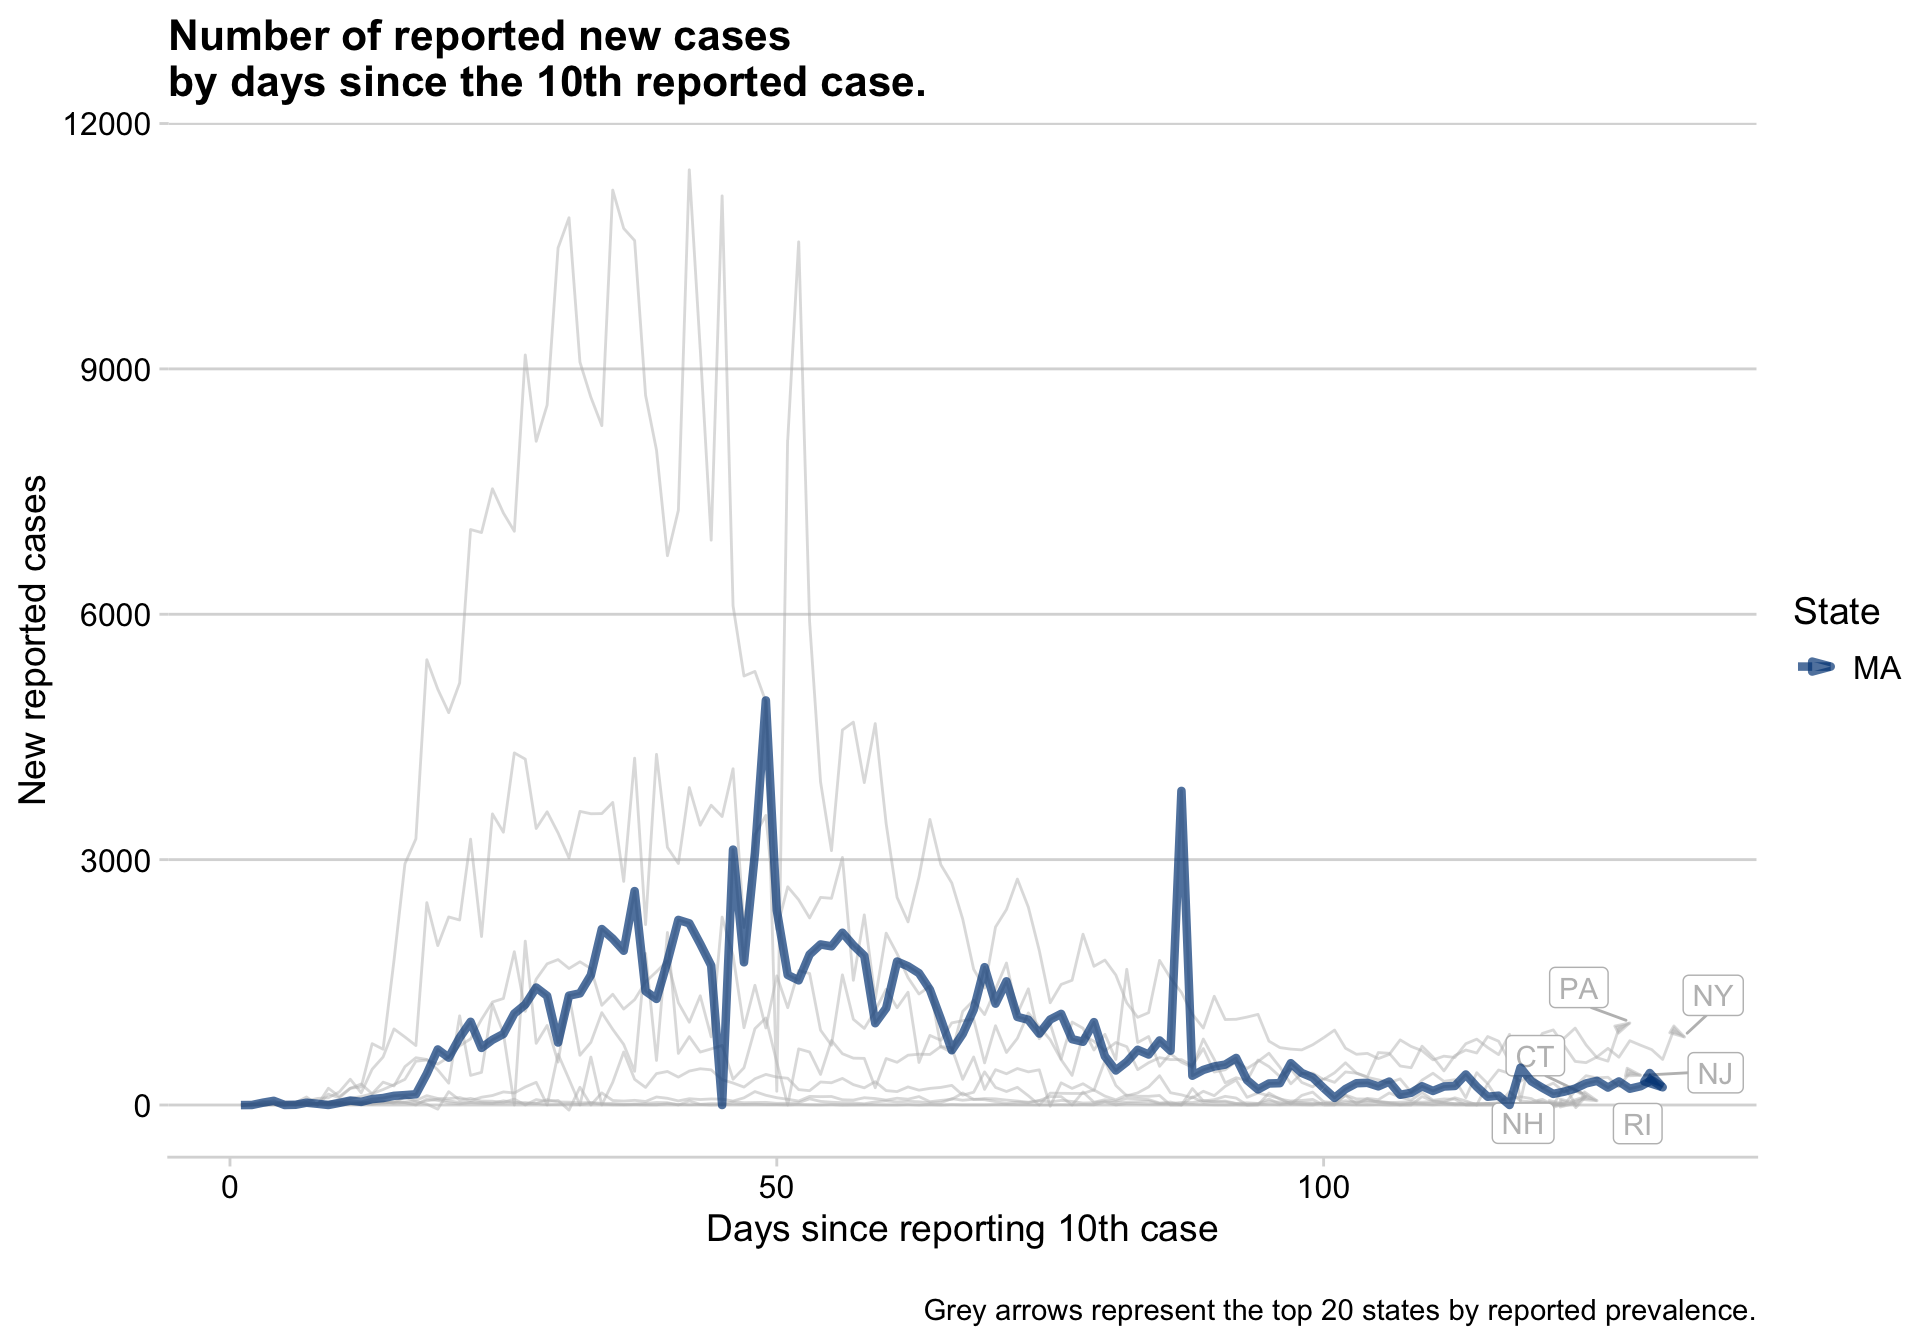 Number of reported new cases
by days since the 10th reported case.
12000
9000
6000
3000
0
New reported cases
PA
NY
CT
NJ
NH
RI
State
MA
0
50
100
Days since reporting 10th case
Grey arrows represent the top 20 states by reported prevalence.